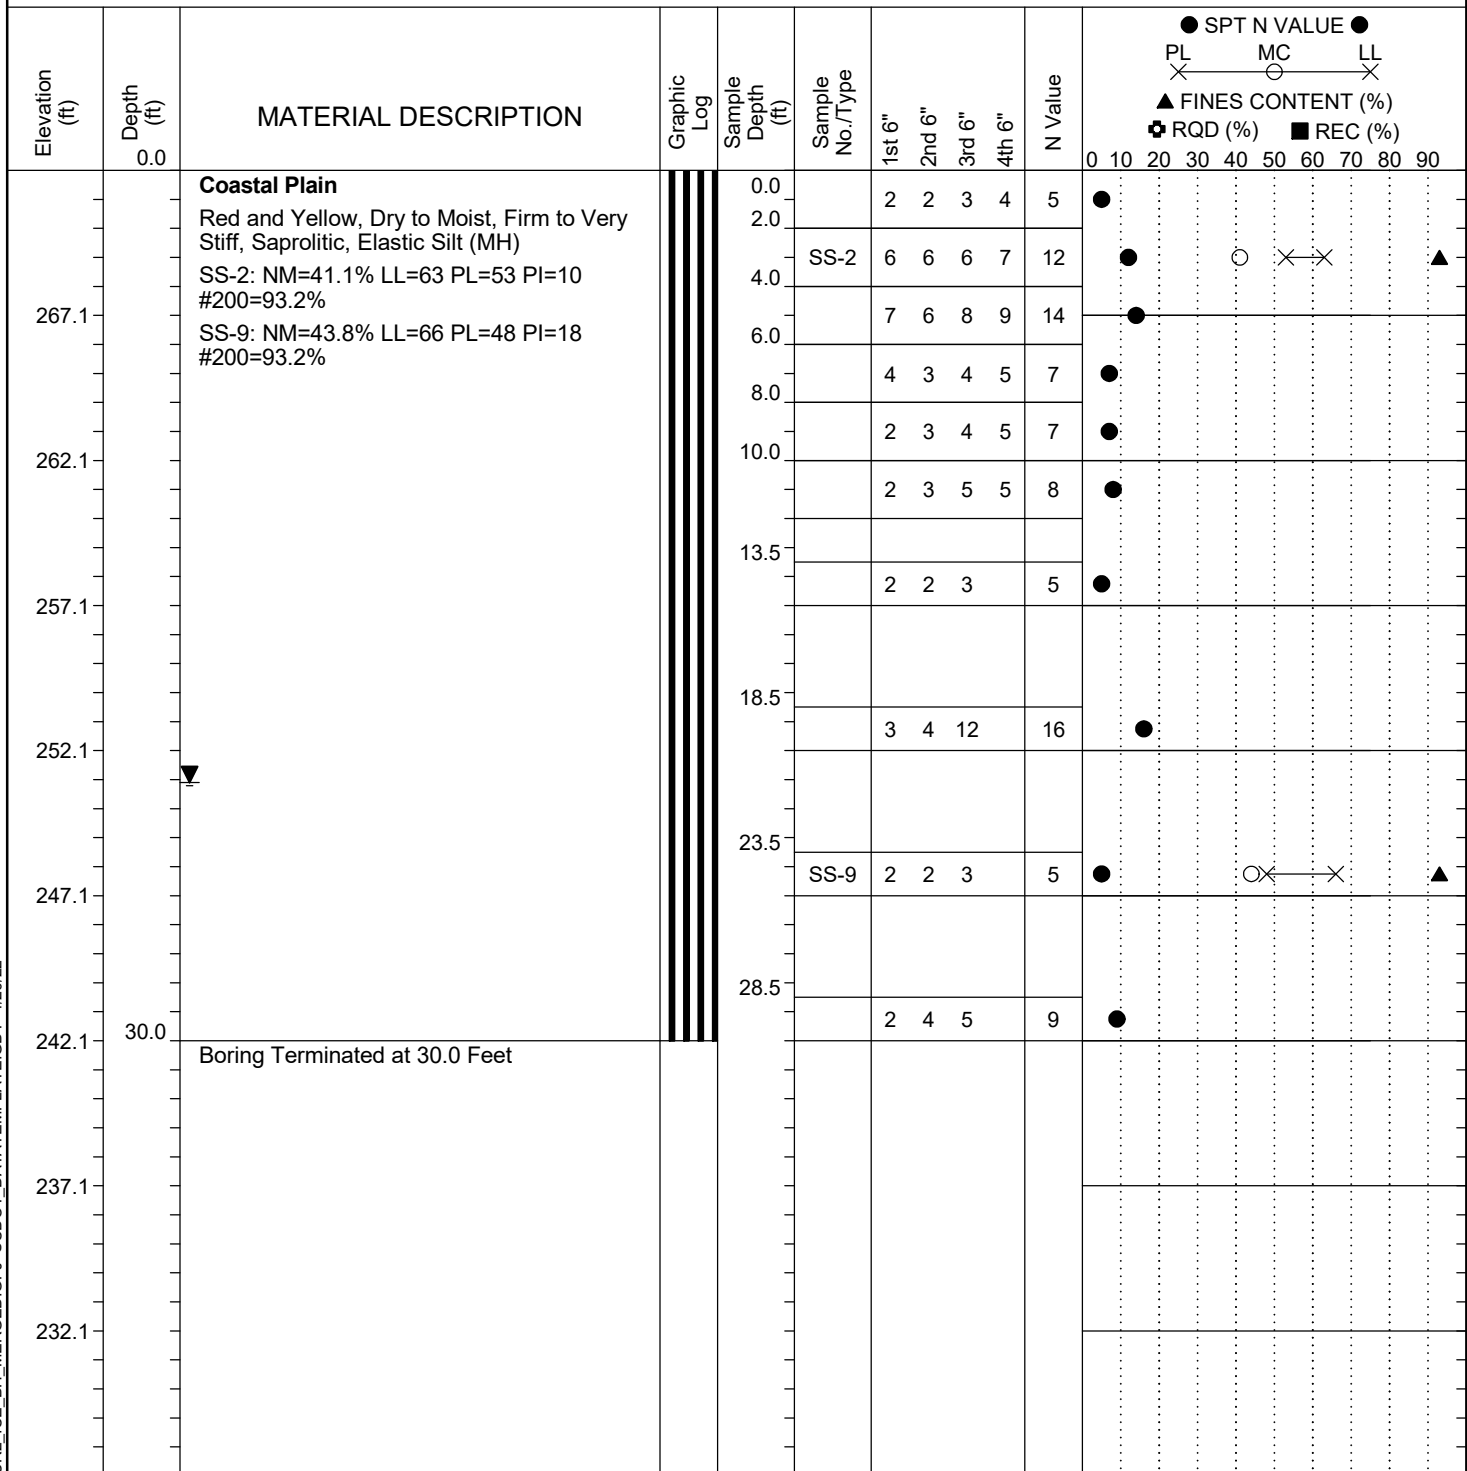 ● SPT N VALUE ●
PL MC LL
▲ FINES CONTENT (%)
RQD (%) ■ REC (%)
0 10 20 30 40 50 60 70 80 90
Elevation (ft)
Depth (ft)
0.0
MATERIAL DESCRIPTION
Graphic Log
Sample Depth (ft)
Sample No./Type
1st 6"
2nd 6"
3rd 6"
4th 6"
N Value
Coastal Plain
Red and Yellow, Dry to Moist, Firm to Very
Stiff, Saprolitic, Elastic Silt (MH)
SS-2: NM=41.1% LL=63 PL=53 PI=10
#200=93.2%
SS-9: NM=43.8% LL=66 PL=48 PI=18
#200=93.2%
0.0
2 2 3 4 5
2.0
SS-2 6 6 6 7 12
4.0
267.1
7 6 8 9 14
6.0
4 3 4 5 7
8.0
2 3 4 5 7
10.0
262.1
2 3 5 5 8
13.5
2 2 3 5
257.1
18.5
3 4 12 16
252.1
23.5
SS-9 2 2 3 5
247.1
28.5
2 4 5 9
30.0
242.1
Boring Terminated at 30.0 Feet
237.1
232.1